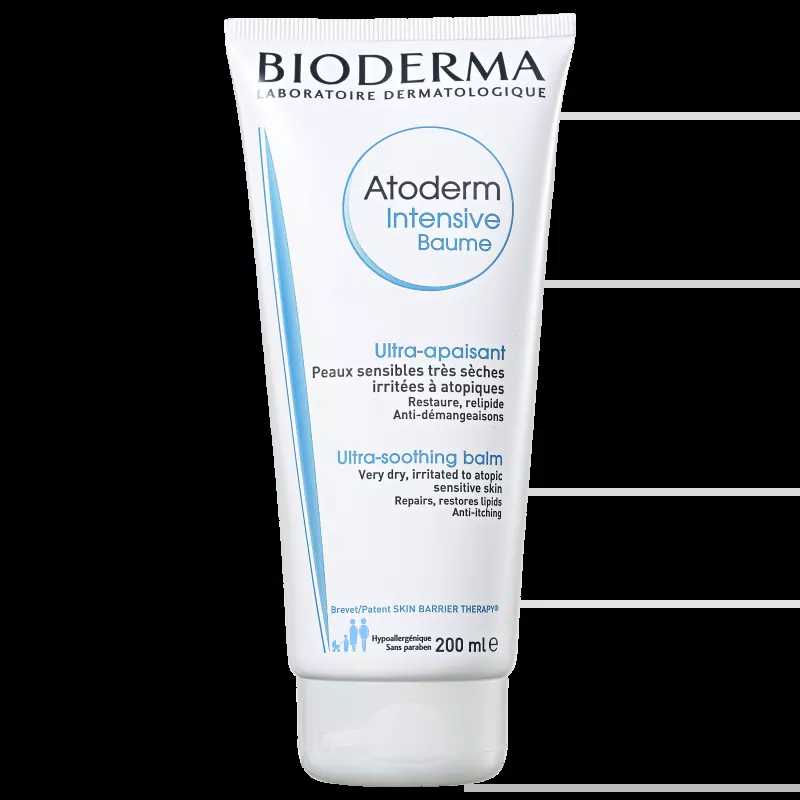 BIODERMA
LABORATOIRE DERMATOLOGIQUE
Atoderm
Intensive
Baume
Ultra-apaisant
Peaux sensibles très sèches
irritées à atopiques
Restaure, relipide
Anti-démangeaisons
Ultra-soothing balm
Very dry, irritated to atopic
sensitive skin
Repairs, restores lipids
Anti-itching
Brevet/Patent SKIN BARRIER THERAPY®
Hypoallergénique
Sans paraben
200 ml e